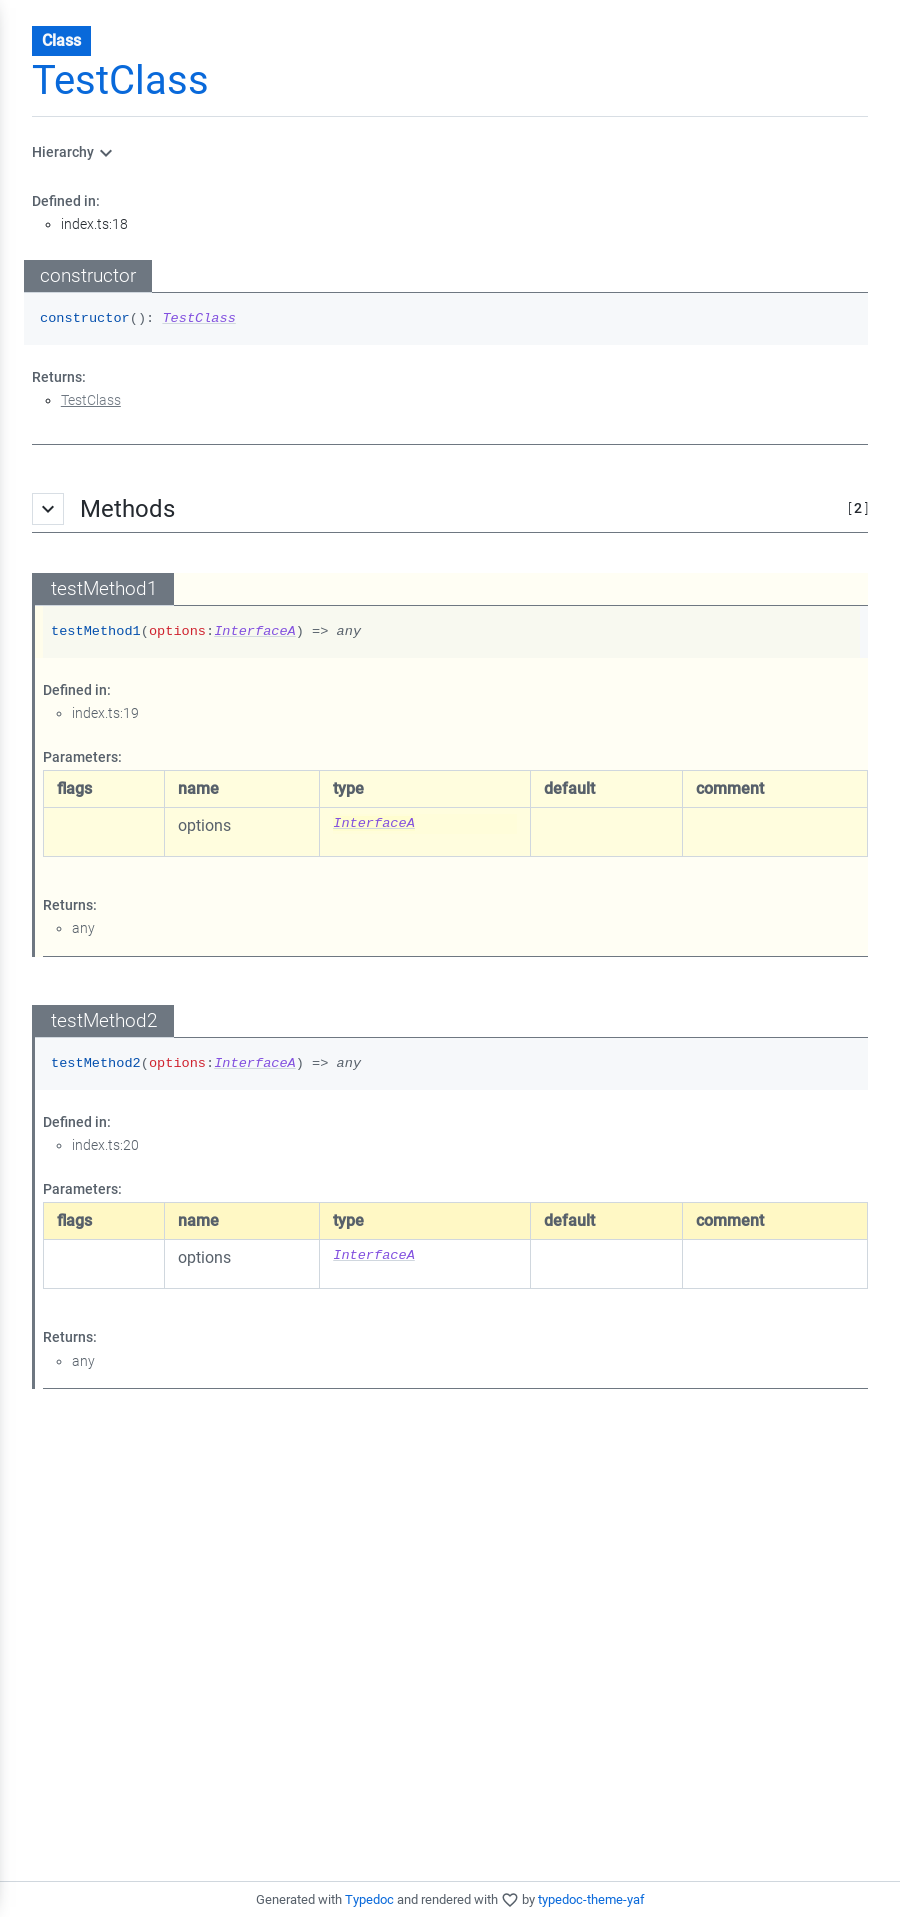 Class
TestClass
Hierarchy
Defined in:
index.ts:18
constructor
constructor(): TestClass
Returns:
TestClass
Methods [2]
testMethod1
testMethod1(options:InterfaceA) => any
Defined in:
index.ts:19
Parameters:
flags name type default comment
options InterfaceA
Returns:
any
testMethod2
testMethod2(options:InterfaceA) => any
Defined in:
index.ts:20
Parameters:
flags name type default comment
options InterfaceA
Returns:
any
Generated with Typedoc and rendered with by typedoc-theme-yaf